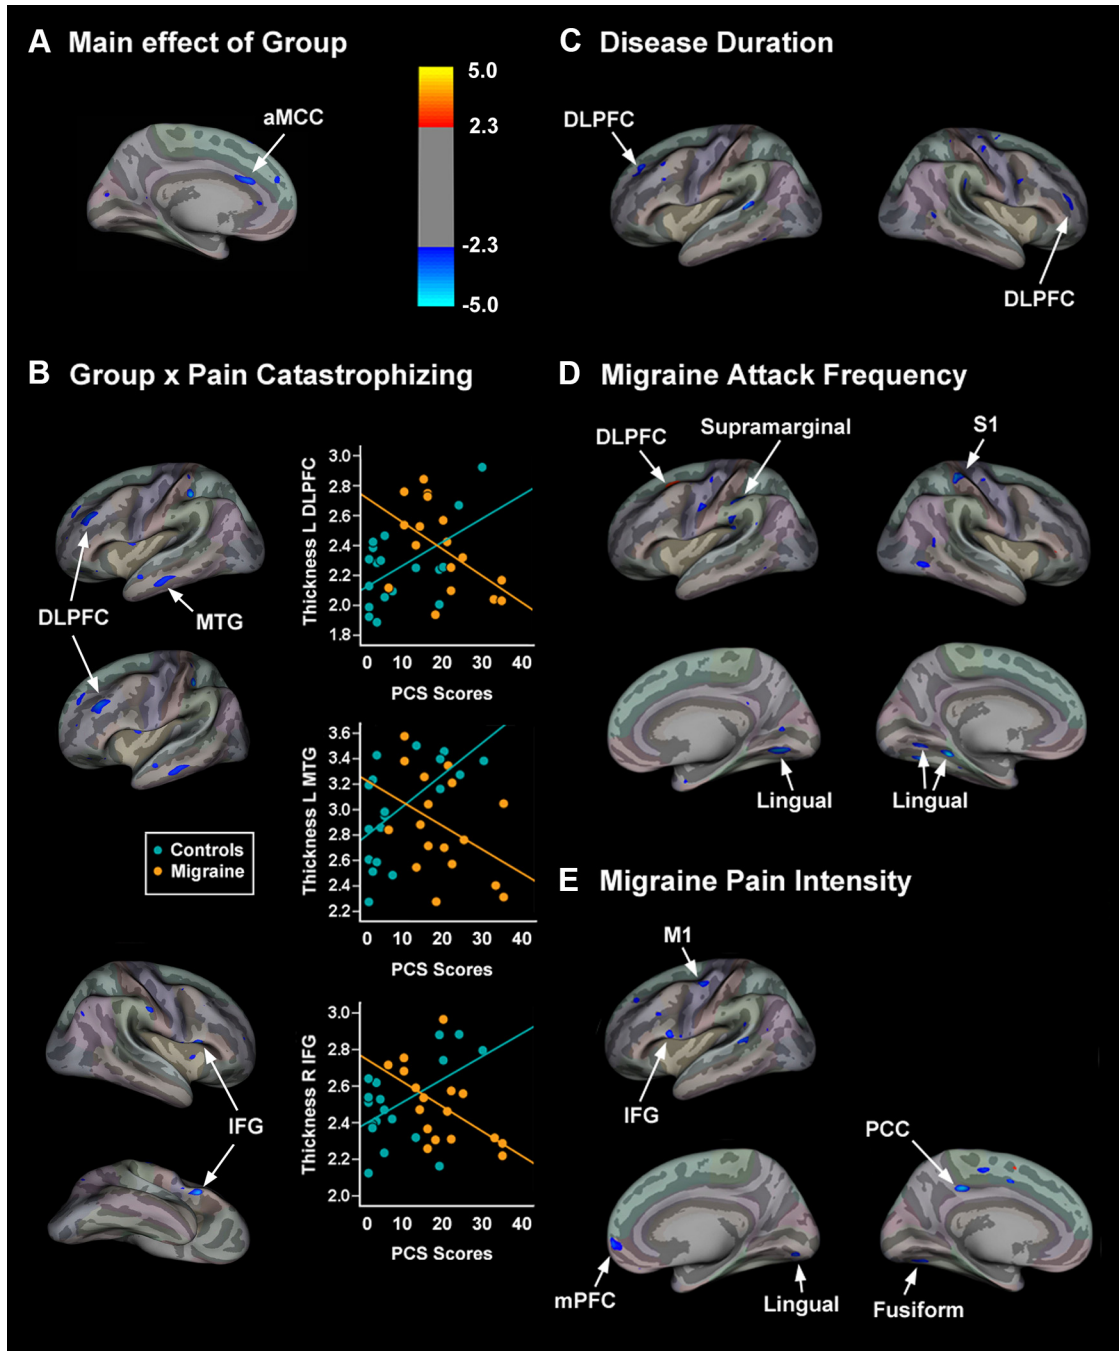 A Main effect of Group
aMCC
5.0
2.3
-2.3
-5.0
C Disease Duration
DLPFC
DLPFC
B Group x Pain Catastrophizing
DLPFC
MTG
Thickness L DLPFC
3.0
2.8
2.6
2.4
2.2
2.0
1.8
0 10 20 30 40
PCS Scores
Thickness L MTG
3.6
3.4
3.2
3.0
2.8
2.6
2.4
2.2
0 10 20 30 40
PCS Scores
Controls
Migraine
IFG
Thickness R IFG
3.0
2.8
2.6
2.4
2.2
2.0
0 10 20 30 40
PCS Scores
D Migraine Attack Frequency
DLPFC
Supramarginal
S1
Lingual
Lingual
E Migraine Pain Intensity
M1
IFG
PCC
mPFC
Lingual
Fusiform